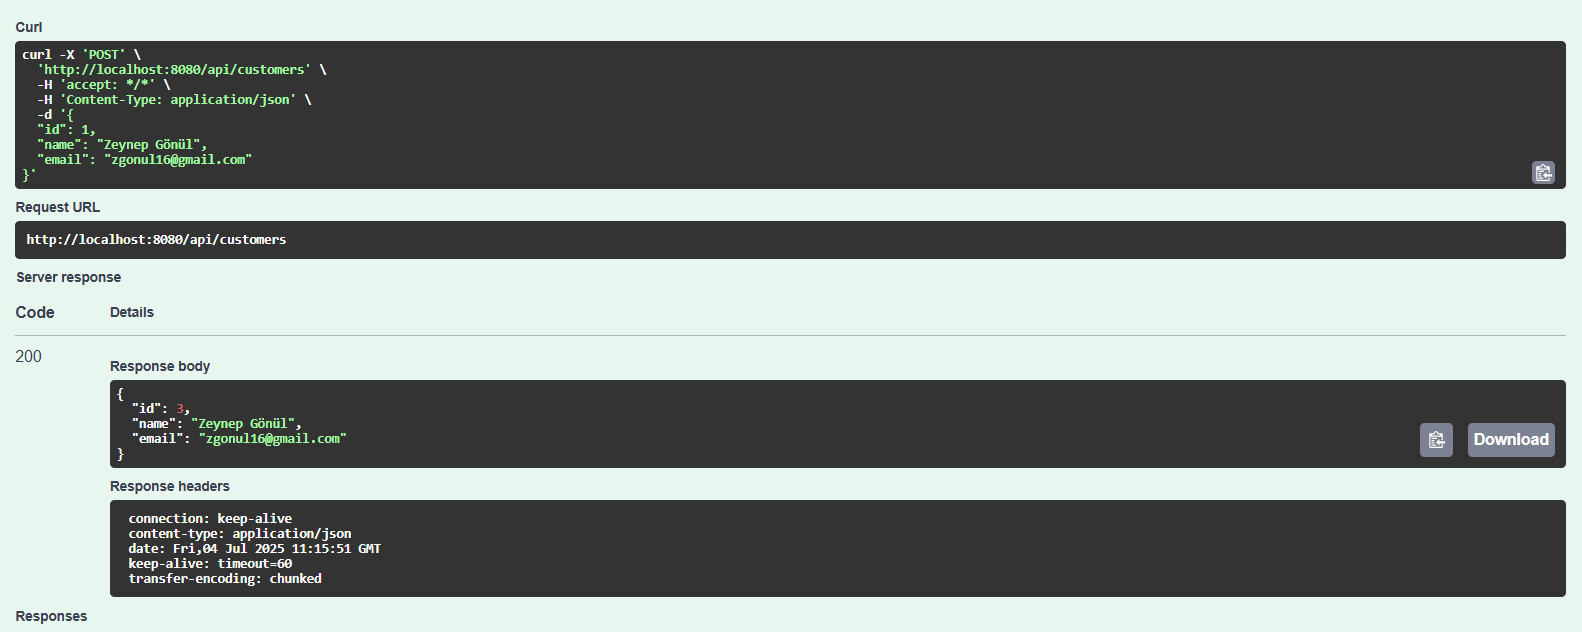 Curl
curl -X 'POST' \
  'http://localhost:8080/api/customers' \
  -H 'accept: */*' \
  -H 'Content-Type: application/json' \
  -d '{
  "id": 1,
  "name": "Zeynep Gönül",
  "email": "zgonul16@gmail.com"
}'
Request URL
http://localhost:8080/api/customers
Server response
Code Details
200
Response body
{
  "id": 3,
  "name": "Zeynep Gönül",
  "email": "zgonul16@gmail.com"
}
Download
Response headers
connection: keep-alive
content-type: application/json
date: Fri,04 Jul 2025 11:15:51 GMT
keep-alive: timeout=60
transfer-encoding: chunked
Responses